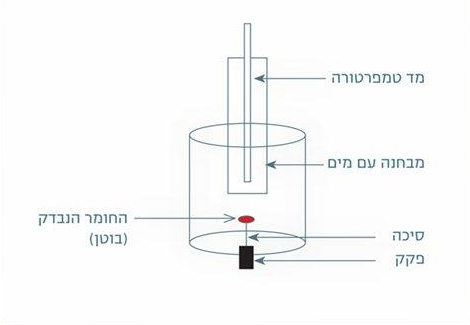 מד טמפרטורה
מבחנה עם מים
החומר הנבדק
(בוטן)
סיכה
פקק